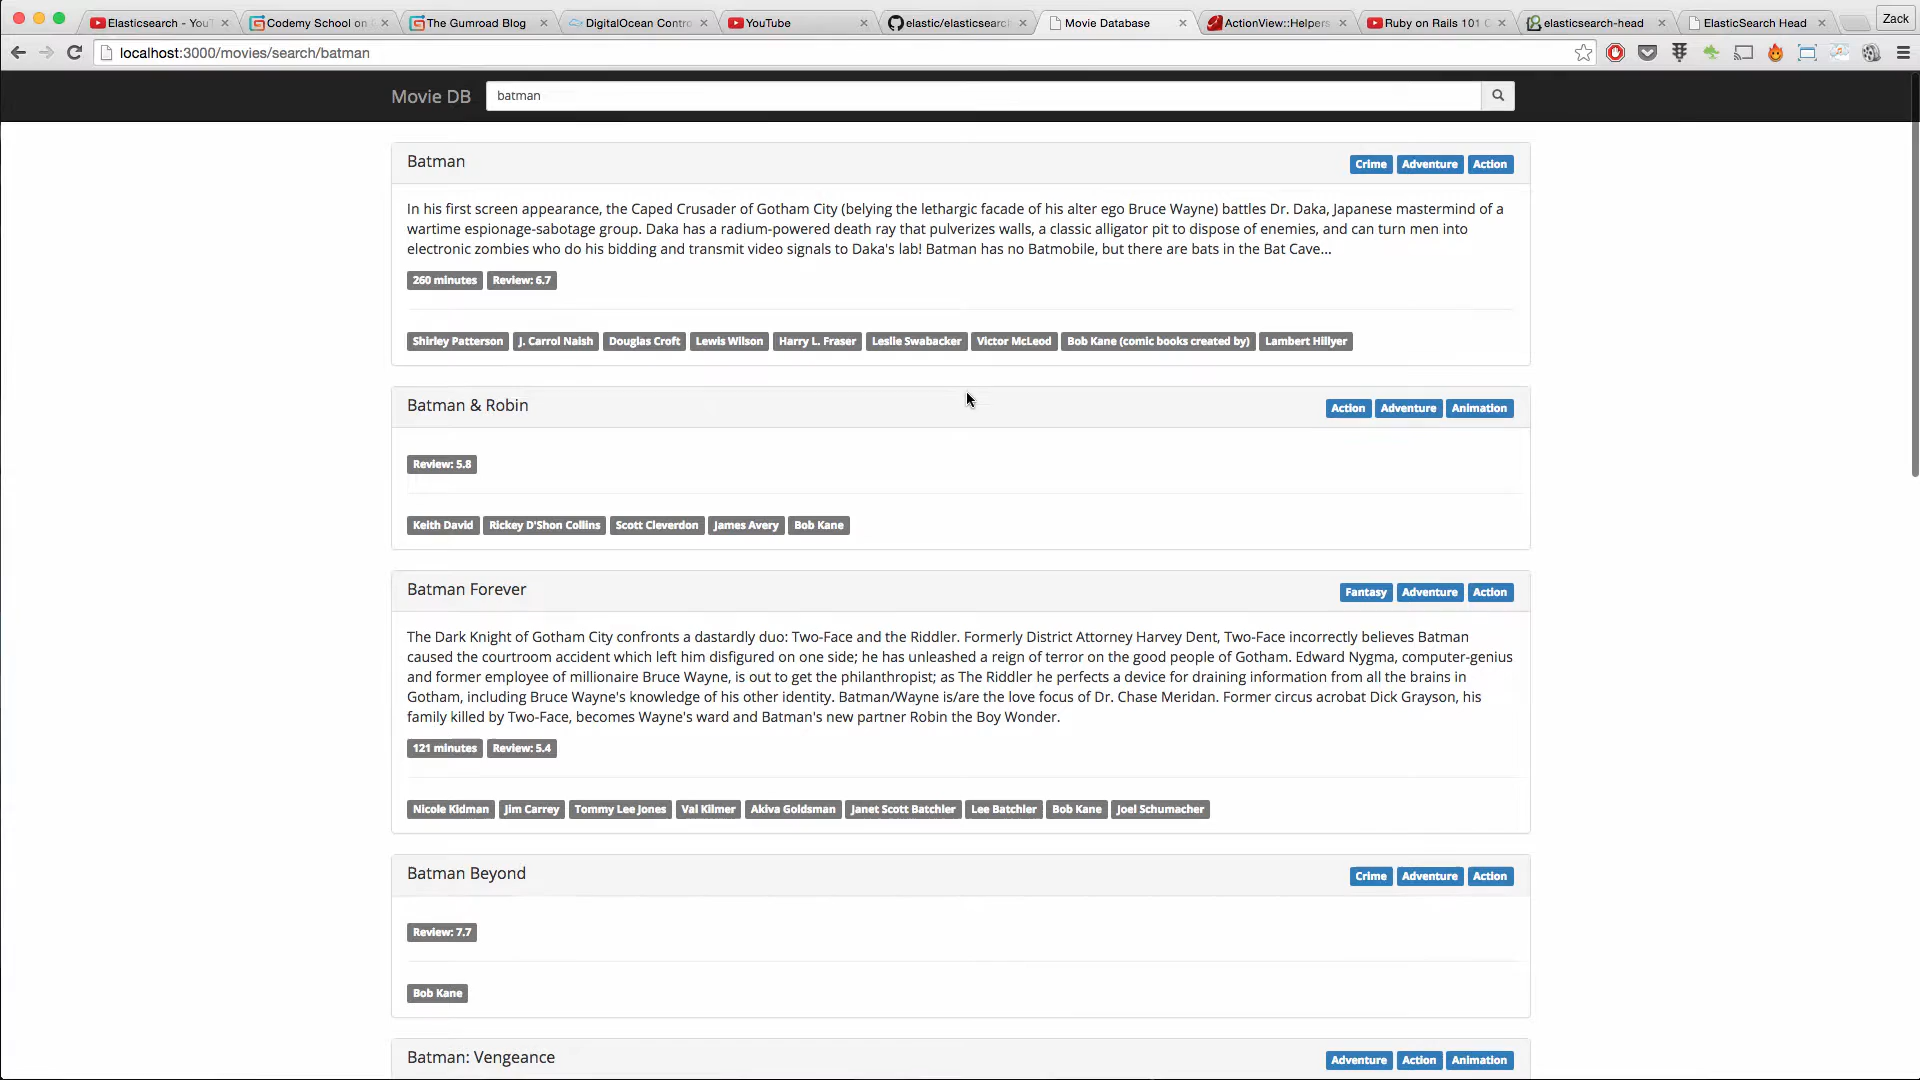 Elasticsearch - YouT
Codemy School on
The Gumroad Blog
DigitalOcean Contro
YouTube
elastic/elasticsearch
Movie Database
ActionView::Helpers
Ruby on Rails 101 C
elasticsearch-head
ElasticSearch Head
Zack
localhost:3000/movies/search/batman
Movie DB
batman
Batman
Crime Adventure Action
In his first screen appearance, the Caped Crusader of Gotham City (belying the lethargic facade of his alter ego Bruce Wayne) battles Dr. Daka, Japanese mastermind of a
wartime espionage-sabotage group. Daka has a radium-powered death ray that pulverizes walls, a classic alligator pit to dispose of enemies, and can turn men into
electronic zombies who do his bidding and transmit video signals to Daka's lab! Batman has no Batmobile, but there are bats in the Bat Cave...
260 minutes Review: 6.7
Shirley Patterson J. Carrol Naish Douglas Croft Lewis Wilson Harry L. Fraser Leslie Swabacker Victor McLeod Bob Kane (comic books created by) Lambert Hillyer
Batman & Robin
Action Adventure Animation
Review: 5.8
Keith David Rickey D'Shon Collins Scott Cleverdon James Avery Bob Kane
Batman Forever
Fantasy Adventure Action
The Dark Knight of Gotham City confronts a dastardly duo: Two-Face and the Riddler. Formerly District Attorney Harvey Dent, Two-Face incorrectly believes Batman
caused the courtroom accident which left him disfigured on one side; he has unleashed a reign of terror on the good people of Gotham. Edward Nygma, computer-genius
and former employee of millionaire Bruce Wayne, is out to get the philanthropist; as The Riddler he perfects a device for draining information from all the brains in
Gotham, including Bruce Wayne's knowledge of his other identity. Batman/Wayne is/are the love focus of Dr. Chase Meridan. Former circus acrobat Dick Grayson, his
family killed by Two-Face, becomes Wayne's ward and Batman's new partner Robin the Boy Wonder.
121 minutes Review: 5.4
Nicole Kidman Jim Carrey Tommy Lee Jones Val Kilmer Akiva Goldsman Janet Scott Batchler Lee Batchler Bob Kane Joel Schumacher
Batman Beyond
Crime Adventure Action
Review: 7.7
Bob Kane
Batman: Vengeance
Adventure Action Animation